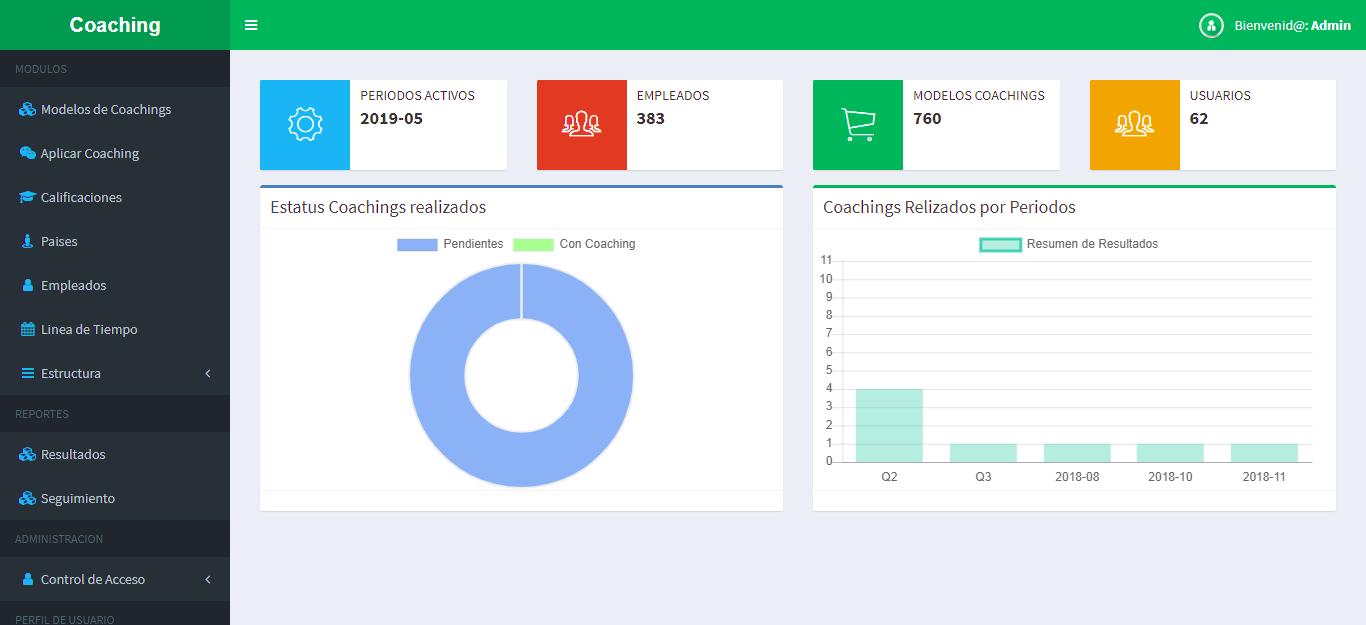 Coaching
Bienvenid@: Admin
MODULOS
Modelos de Coachings
Aplicar Coaching
Calificaciones
Paises
Empleados
Linea de Tiempo
Estructura
REPORTES
Resultados
Seguimiento
ADMINISTRACION
Control de Acceso
PERFIL DE USUARIO
PERIODOS ACTIVOS
2019-05
EMPLEADOS
383
MODELOS COACHINGS
760
USUARIOS
62
Estatus Coachings realizados
Pendientes Con Coaching
Coachings Relizados por Periodos
Resumen de Resultados
11
10
9
8
7
6
5
4
3
2
1
0
Q2 Q3 2018-08 2018-10 2018-11